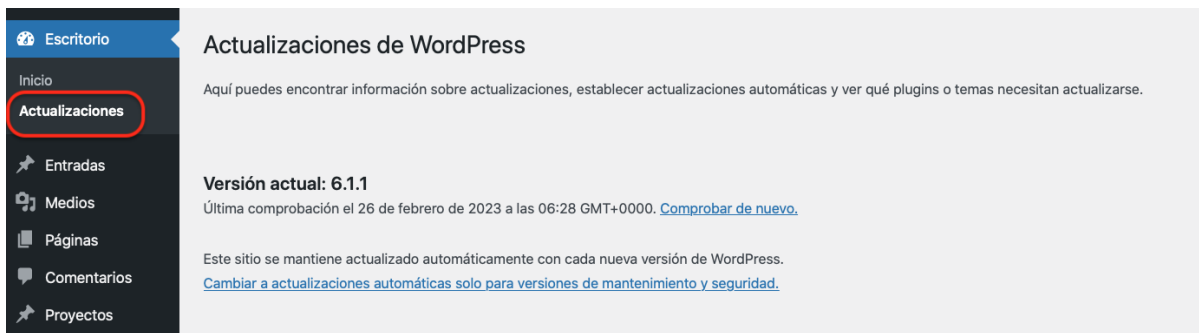 Escritorio
Inicio
Actualizaciones
Entradas
Medios
Páginas
Comentarios
Proyectos
Actualizaciones de WordPress
Aquí puedes encontrar información sobre actualizaciones, establecer actualizaciones automáticas y ver qué plugins o temas necesitan actualizarse.
Versión actual: 6.1.1
Última comprobación el 26 de febrero de 2023 a las 06:28 GMT+0000. Comprobar de nuevo.
Este sitio se mantiene actualizado automáticamente con cada nueva versión de WordPress.
Cambiar a actualizaciones automáticas solo para versiones de mantenimiento y seguridad.